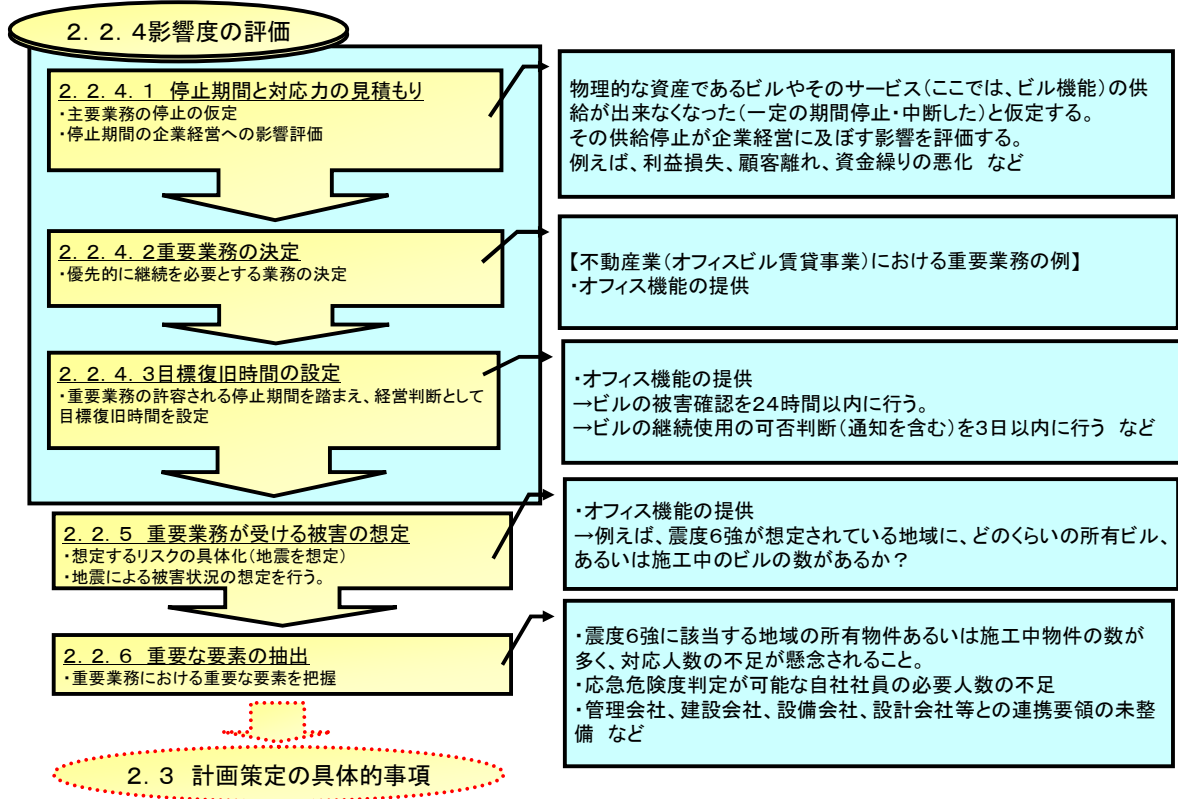 ２．２．４影響度の評価
２．２．４．１ 停止期間と対応力の見積もり
・主要業務の停止の仮定
・停止期間の企業経営への影響評価
物理的な資産であるビルやそのサービス（ここでは、ビル機能）の供
給が出来なくなった（一定の期間停止・中断した）と仮定する。
その供給停止が企業経営に及ぼす影響を評価する。
例えば、利益損失、顧客離れ、資金繰りの悪化 など
２．２．４．２重要業務の決定
・優先的に継続を必要とする業務の決定
【不動産業（オフィスビル賃貸事業）における重要業務の例】
・オフィス機能の提供
２．２．４．３目標復旧時間の設定
・重要業務の許容される停止期間を踏まえ、経営判断として
目標復旧時間を設定
・オフィス機能の提供
→ビルの被害確認を２４時間以内に行う。
→ビルの継続使用の可否判断（通知を含む）を３日以内に行う など
２．２．５ 重要業務が受ける被害の想定
・想定するリスクの具体化（地震を想定）
・地震による被害状況の想定を行う。
・オフィス機能の提供
→例えば、震度６強が想定されている地域に、どのくらいの所有ビル、
あるいは施工中のビルの数があるか？
２．２．６ 重要な要素の抽出
・重要業務における重要な要素を把握
・震度６強に該当する地域の所有物件あるいは施工中物件の数が
多く、対応人数の不足が懸念されること。
・応急危険度判定が可能な自社社員の必要人数の不足
・管理会社、建設会社、設備会社、設計会社等との連携要領の未整
備 など
２．３ 計画策定の具体的事項